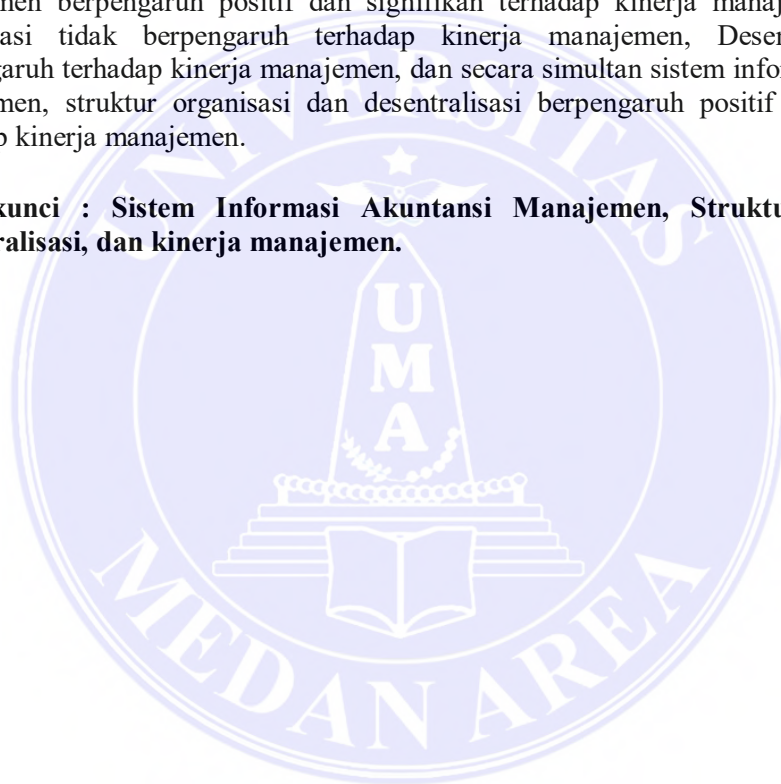 men berpengaruh positif dan signifikan terhadap kinerja manaj
asi tidak berpengaruh terhadap kinerja manajemen, Desen
garuh terhadap kinerja manajemen, dan secara simultan sistem infor
men, struktur organisasi dan desentralisasi berpengaruh positif
p kinerja manajemen.
kunci : Sistem Informasi Akuntansi Manajemen, Struktu
ralisasi, dan kinerja manajemen.
UNIVERSITAS
U
M
A
MEDAN AREA